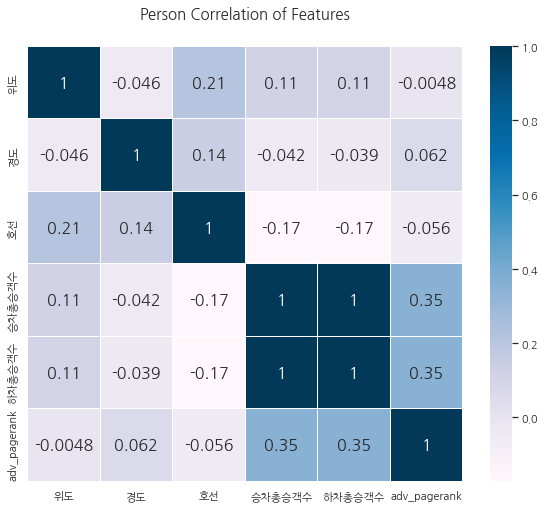 Person Correlation of Features
위도 1 -0.046 0.21 0.11 0.11 -0.0048
경도 -0.046 1 0.14 -0.042 -0.039 0.062
호선 0.21 0.14 1 -0.17 -0.17 -0.056
승차총승객수 0.11 -0.042 -0.17 1 1 0.35
하차총승객수 0.11 -0.039 -0.17 1 1 0.35
adv_pagerank -0.0048 0.062 -0.056 0.35 0.35 1
위도 경도 호선 승차총승객수 하차총승객수 adv_pagerank
1.0
0.8
0.6
0.4
0.2
0.0